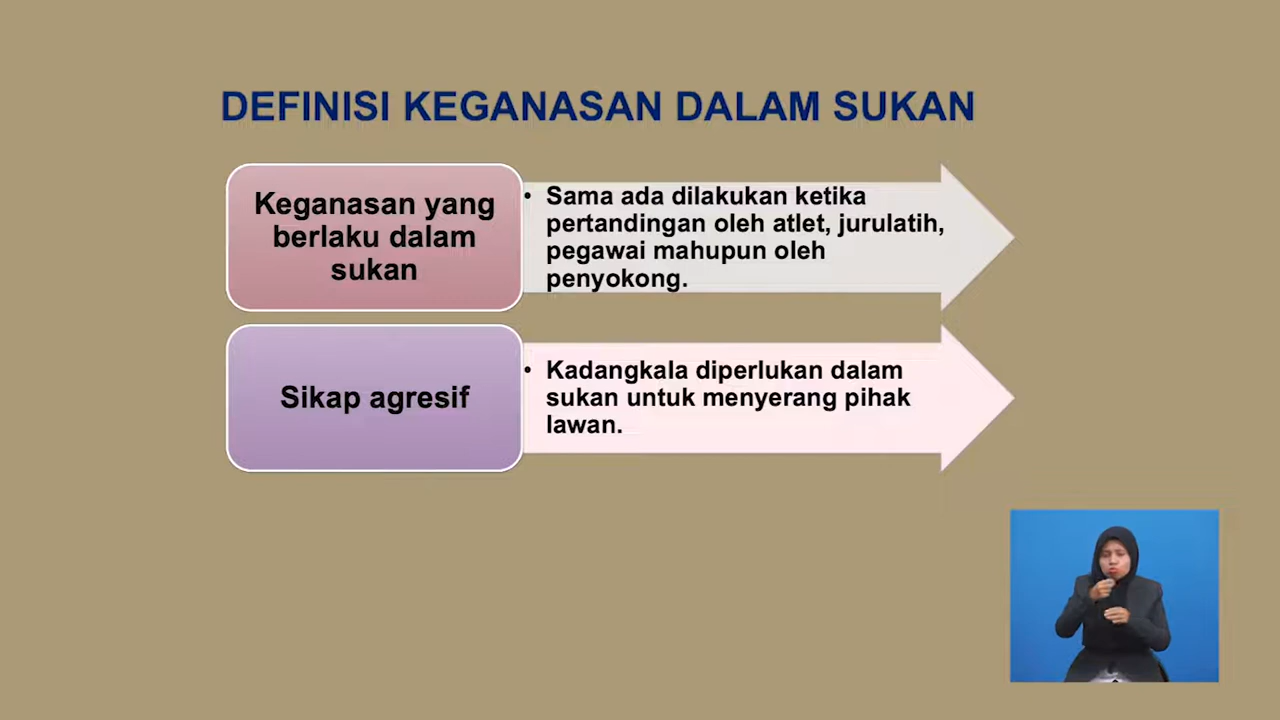 DEFINISI KEGANASAN DALAM SUKAN
Keganasan yang
berlaku dalam
sukan
• Sama ada dilakukan ketika
pertandingan oleh atlet, jurulatih,
pegawai mahupun oleh
penyokong.
Sikap agresif
• Kadangkala diperlukan dalam
sukan untuk menyerang pihak
lawan.